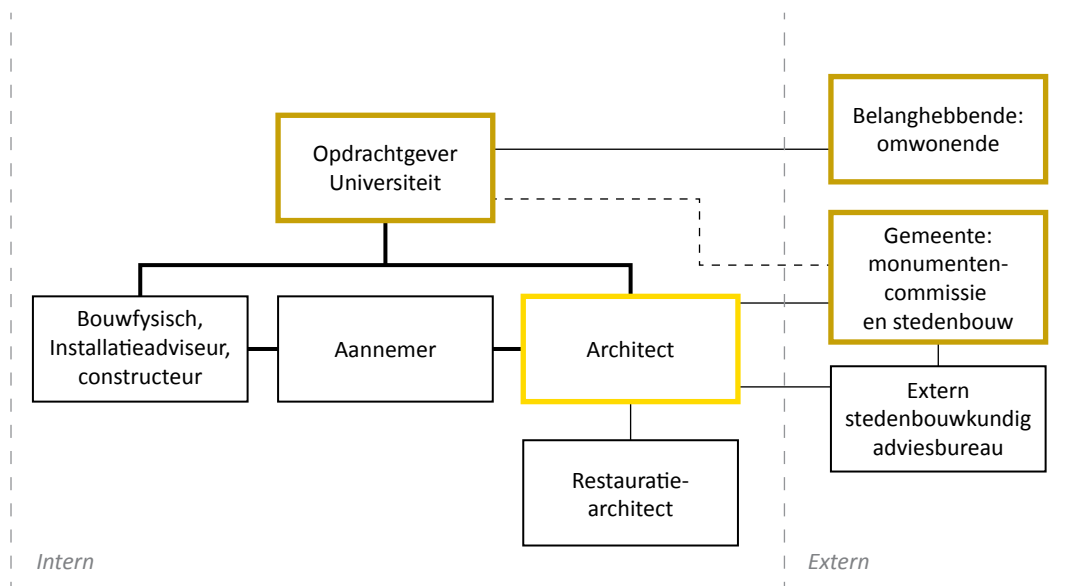 Opdrachtgever
Universiteit
Belanghebbende:
omwonende
Gemeente:
monumenten-
commissie
en stedenbouw
Bouwfysisch,
Installatieadviseur,
constructeur
Aannemer
Architect
Extern
stedenbouwkundig
adviesbureau
Restauratie-
architect
Intern
Extern